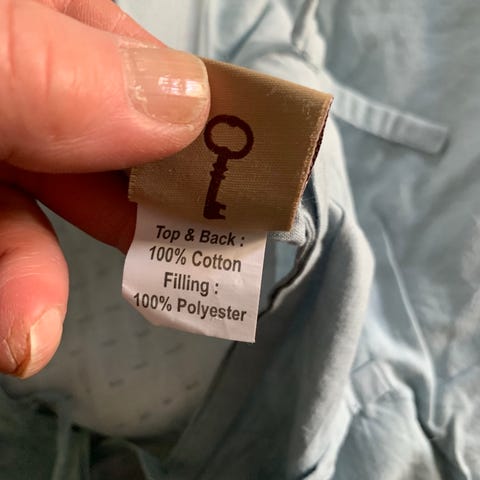 Top & Back :
100% Cotton
Filling :
100% Polyester